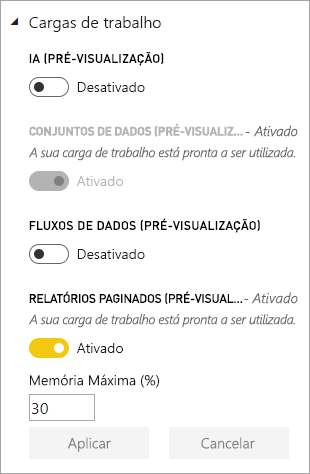 Cargas de trabalho
IA (PRÉ-VISUALIZAÇÃO)
Desativado
CONJUNTOS DE DADOS (PRÉ-VISUALIZ... - Ativado
A sua carga de trabalho está pronta a ser utilizada.
Ativado
FLUXOS DE DADOS (PRÉ-VISUALIZAÇÃO)
Desativado
RELATÓRIOS PAGINADOS (PRÉ-VISUAL... - Ativado
A sua carga de trabalho está pronta a ser utilizada.
Ativado
Memória Máxima (%)
30
Aplicar Cancelar